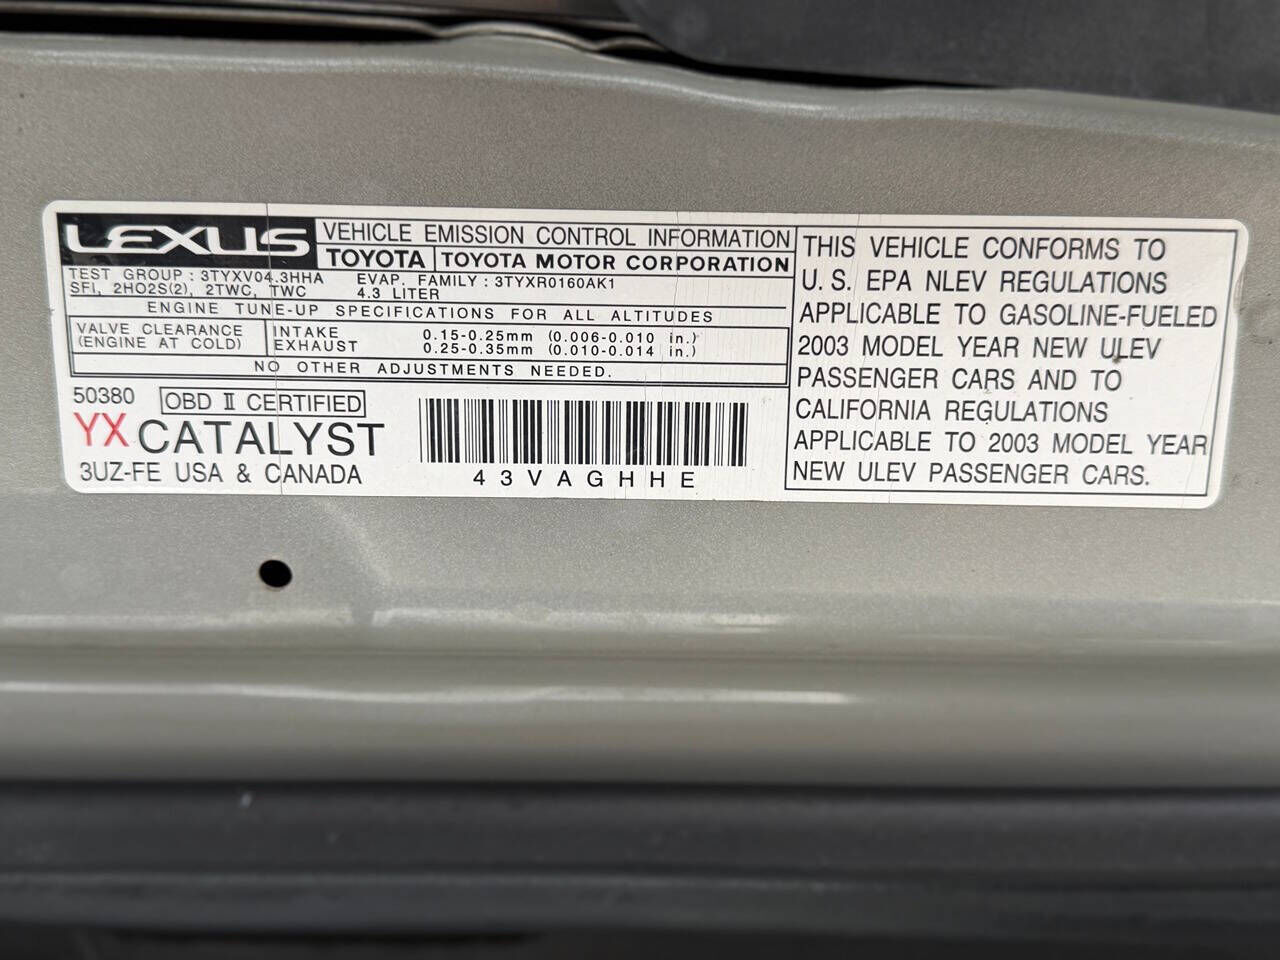 LEXUS
VEHICLE EMISSION CONTROL INFORMATION
TOYOTA TOYOTA MOTOR CORPORATION
TEST GROUP : 3TYXV04.3HHA EVAP. FAMILY : 3TYXR0160AK1
SFI, 2HO2S(2), 2TWC, TWC 4.3 LITER
ENGINE TUNE-UP SPECIFICATIONS FOR ALL ALTITUDES
VALVE CLEARANCE INTAKE 0.15-0.25mm (0.006-0.010 in.)
(ENGINE AT COLD) EXHAUST 0.25-0.35mm (0.010-0.014 in.)
NO OTHER ADJUSTMENTS NEEDED.
50380 OBD II CERTIFIED
YX CATALYST
3UZ-FE USA & CANADA
43VAGHHE
THIS VEHICLE CONFORMS TO
U.S. EPA NLEV REGULATIONS
APPLICABLE TO GASOLINE-FUELED
2003 MODEL YEAR NEW ULEV
PASSENGER CARS AND TO
CALIFORNIA REGULATIONS
APPLICABLE TO 2003 MODEL YEAR
NEW ULEV PASSENGER CARS.